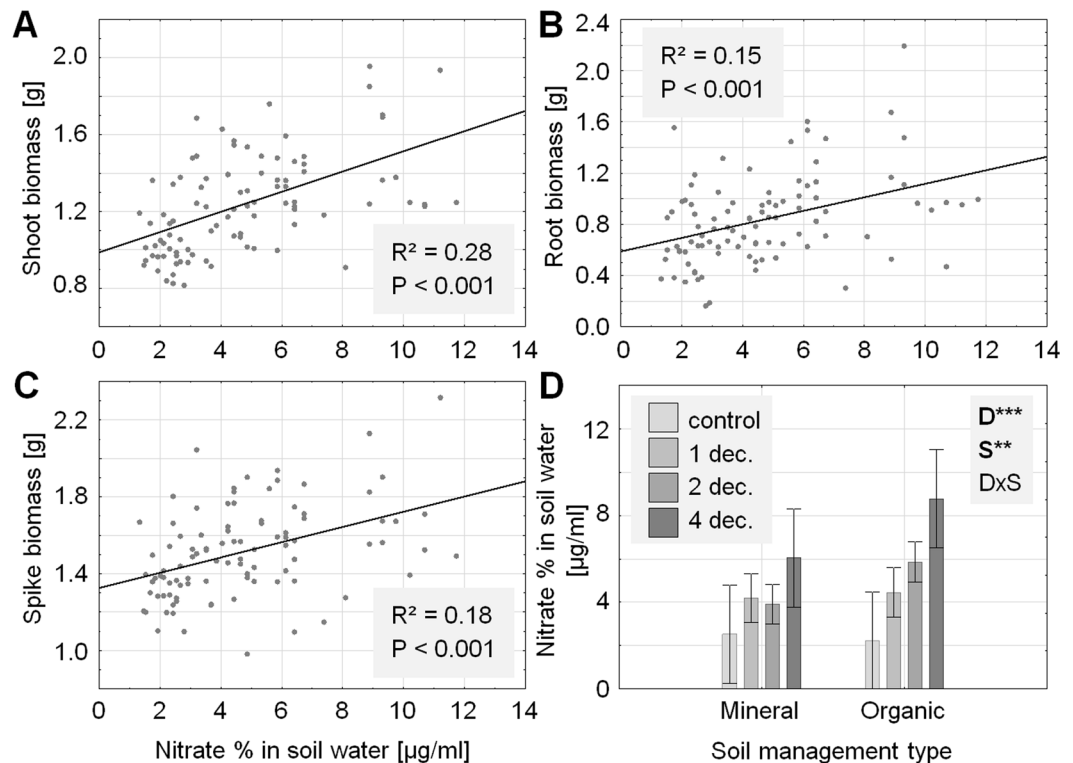 A
Shoot biomass [g]
2.0
1.6
1.2
0.8
R² = 0.28
P < 0.001
0 2 4 6 8 10 12 14
B
Root biomass [g]
2.4
2.0
1.6
1.2
0.8
0.4
0.0
R² = 0.15
P < 0.001
0 2 4 6 8 10 12 14
C
Spike biomass [g]
2.2
1.8
1.4
1.0
R² = 0.18
P < 0.001
0 2 4 6 8 10 12 14
Nitrate % in soil water [µg/ml]
D
Nitrate % in soil water
[µg/ml]
12
8
4
0
control
1 dec.
2 dec.
4 dec.
D***
S**
DxS
Mineral Organic
Soil management type